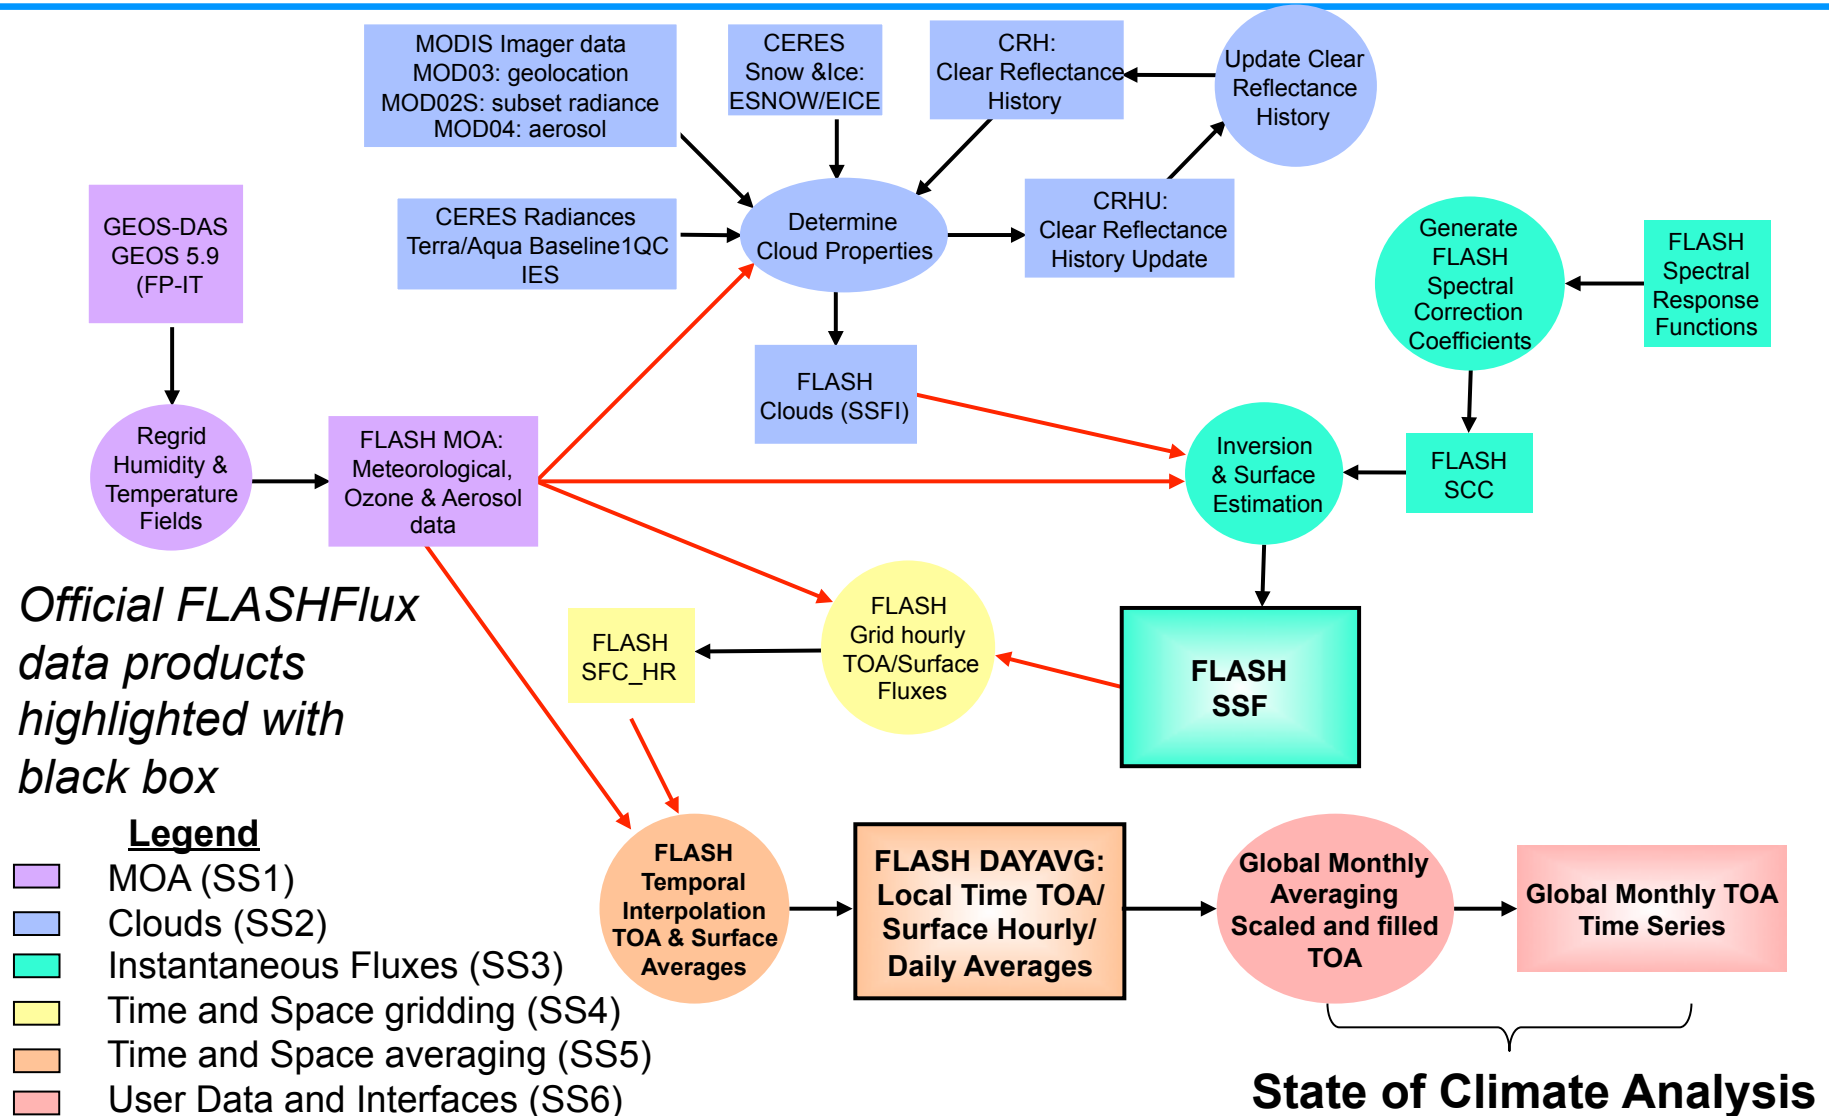 MODIS Imager data
MOD03: geolocation
MOD02S: subset radiance
MOD04: aerosol
CERES
Snow &Ice:
ESNOW/EICE
CRH:
Clear Reflectance
History
Update Clear
Reflectance
History
GEOS-DAS
GEOS 5.9
(FP-IT
CERES Radiances
Terra/Aqua Baseline1QC
IES
Determine
Cloud Properties
CRHU:
Clear Reflectance
History Update
Generate
FLASH
Spectral
Correction
Coefficients
FLASH
Spectral
Response
Functions
FLASH
Clouds (SSFI)
Regrid
Humidity &
Temperature
Fields
FLASH MOA:
Meteorological,
Ozone & Aerosol
data
Inversion
& Surface
Estimation
FLASH
SCC
Official FLASHFlux
data products
highlighted with
black box
FLASH
SFC_HR
FLASH
Grid hourly
TOA/Surface
Fluxes
FLASH
SSF
Legend
MOA (SS1)
Clouds (SS2)
Instantaneous Fluxes (SS3)
Time and Space gridding (SS4)
Time and Space averaging (SS5)
User Data and Interfaces (SS6)
FLASH
Temporal
Interpolation
TOA & Surface
Averages
FLASH DAYAVG:
Local Time TOA/
Surface Hourly/
Daily Averages
Global Monthly
Averaging
Scaled and filled
TOA
Global Monthly TOA
Time Series
State of Climate Analysis